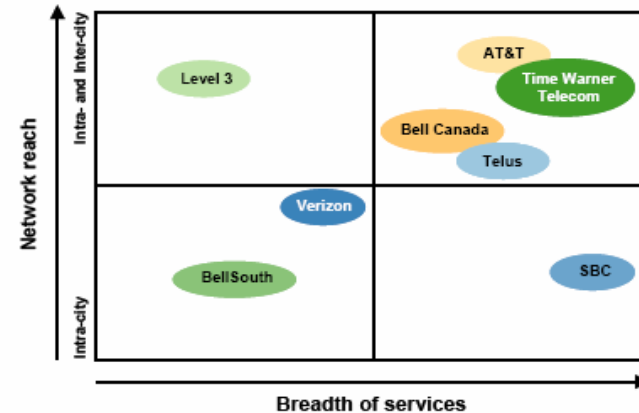 Network reach
Intra- and Inter-city
Intra-city
Level 3
AT&T
Time Warner
Telecom
Bell Canada
Telus
Verizon
BellSouth
SBC
Breadth of services